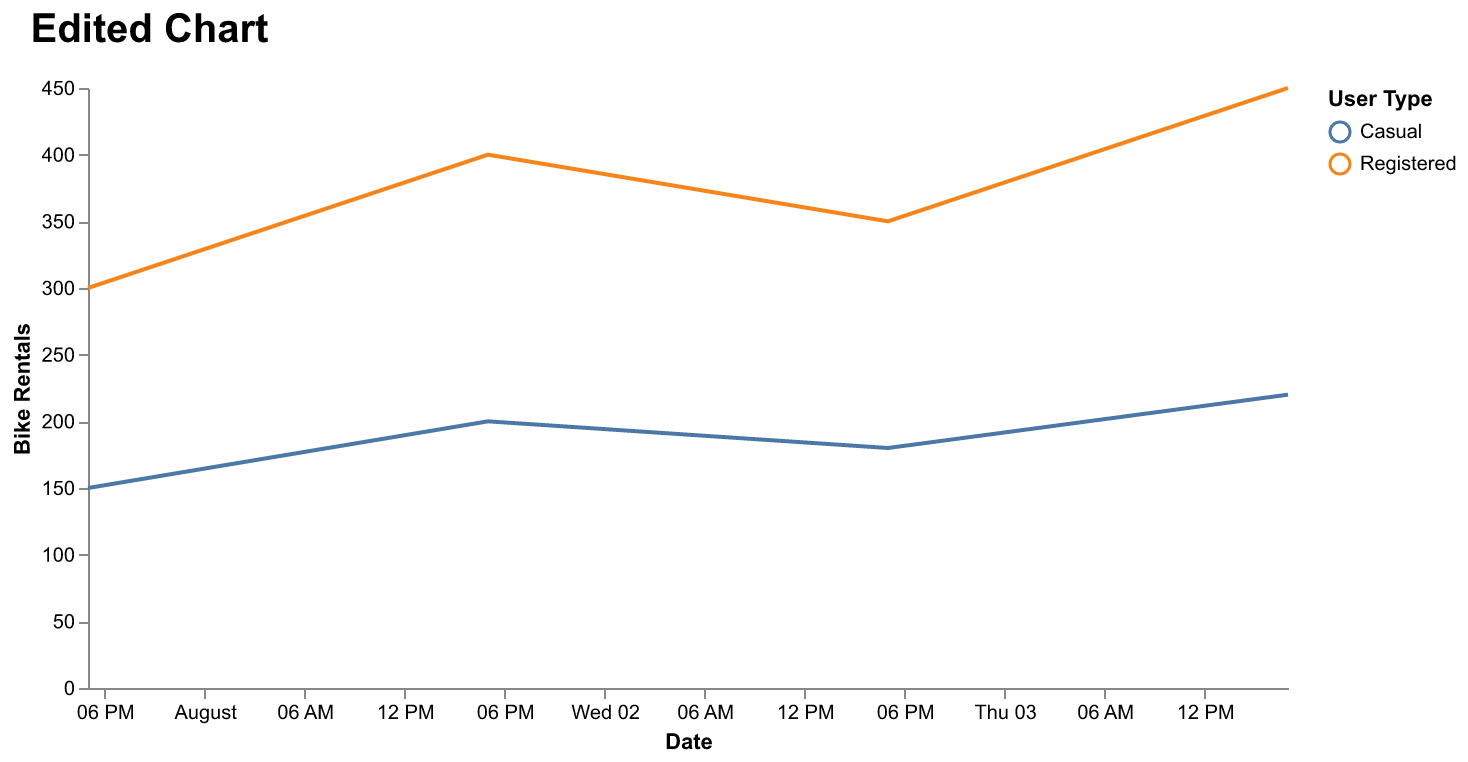 Edited Chart
450
400
350
300
250
200
150
100
50
0
Bike Rentals
06 PM August 06 AM 12 PM 06 PM Wed 02 06 AM 12 PM 06 PM Thu 03 06 AM 12 PM
Date
User Type
Casual
Registered